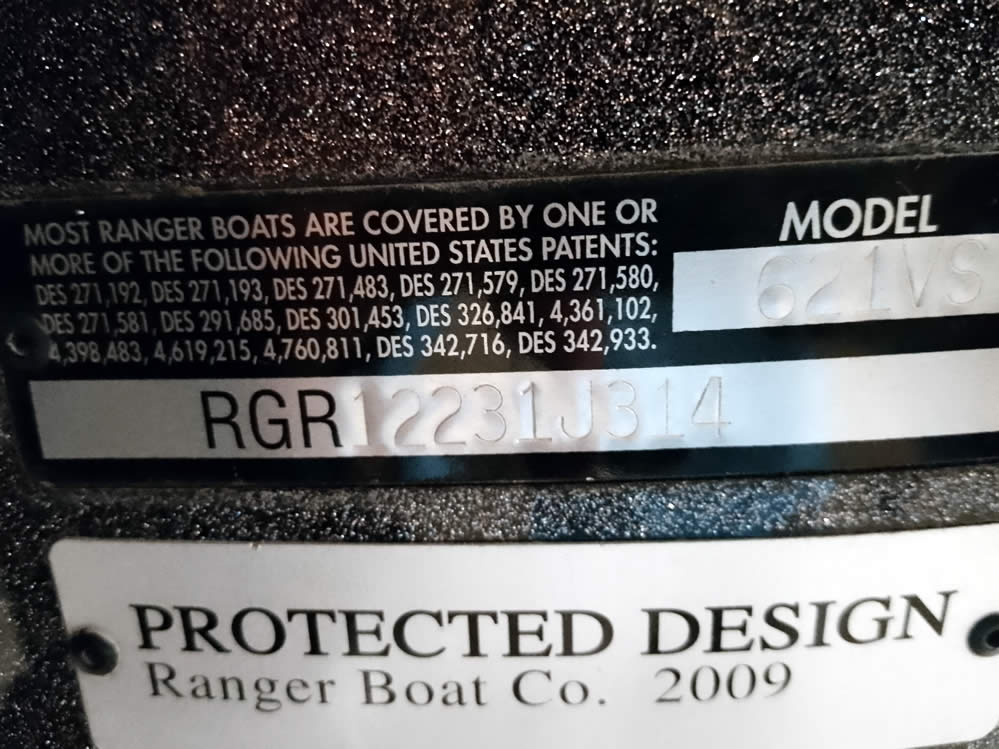 MOST RANGER BOATS ARE COVERED BY ONE OR
MORE OF THE FOLLOWING UNITED STATES PATENTS:
DES 271,192, DES 271,193, DES 271,483, DES 271,579, DES 271,580,
DES 271,581, DES 291,685, DES 301,453, DES 326,841, 4,361,102,
4,398,483, 4,619,215, 4,760,811, DES 342,716, DES 342,933.
MODEL
621VS
RGR12231J314
PROTECTED DESIGN
Ranger Boat Co. 2009